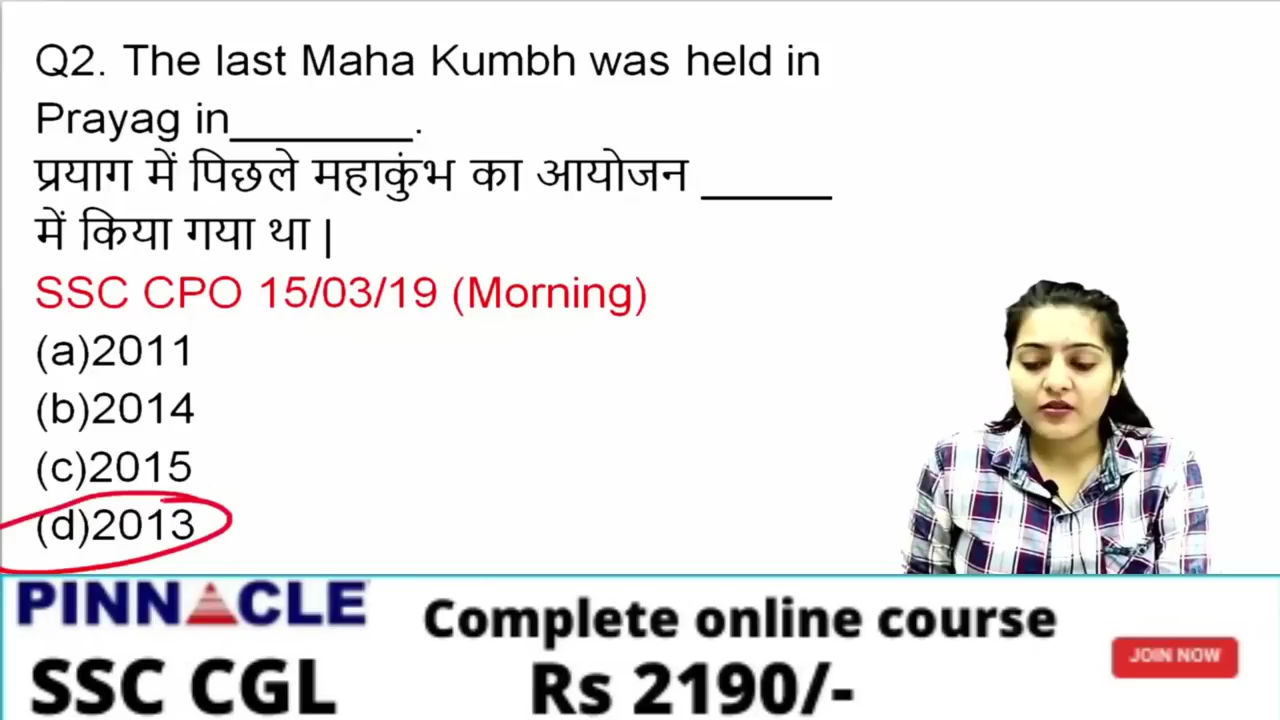 Q2. The last Maha Kumbh was held in
Prayag in________.
प्रयाग में पिछले महाकुंभ का आयोजन ______
में किया गया था |
SSC CPO 15/03/19 (Morning)
(a)2011
(b)2014
(c)2015
(d)2013
PINNACLE
SSC CGL
Complete online course
Rs 2190/-
JOIN NOW